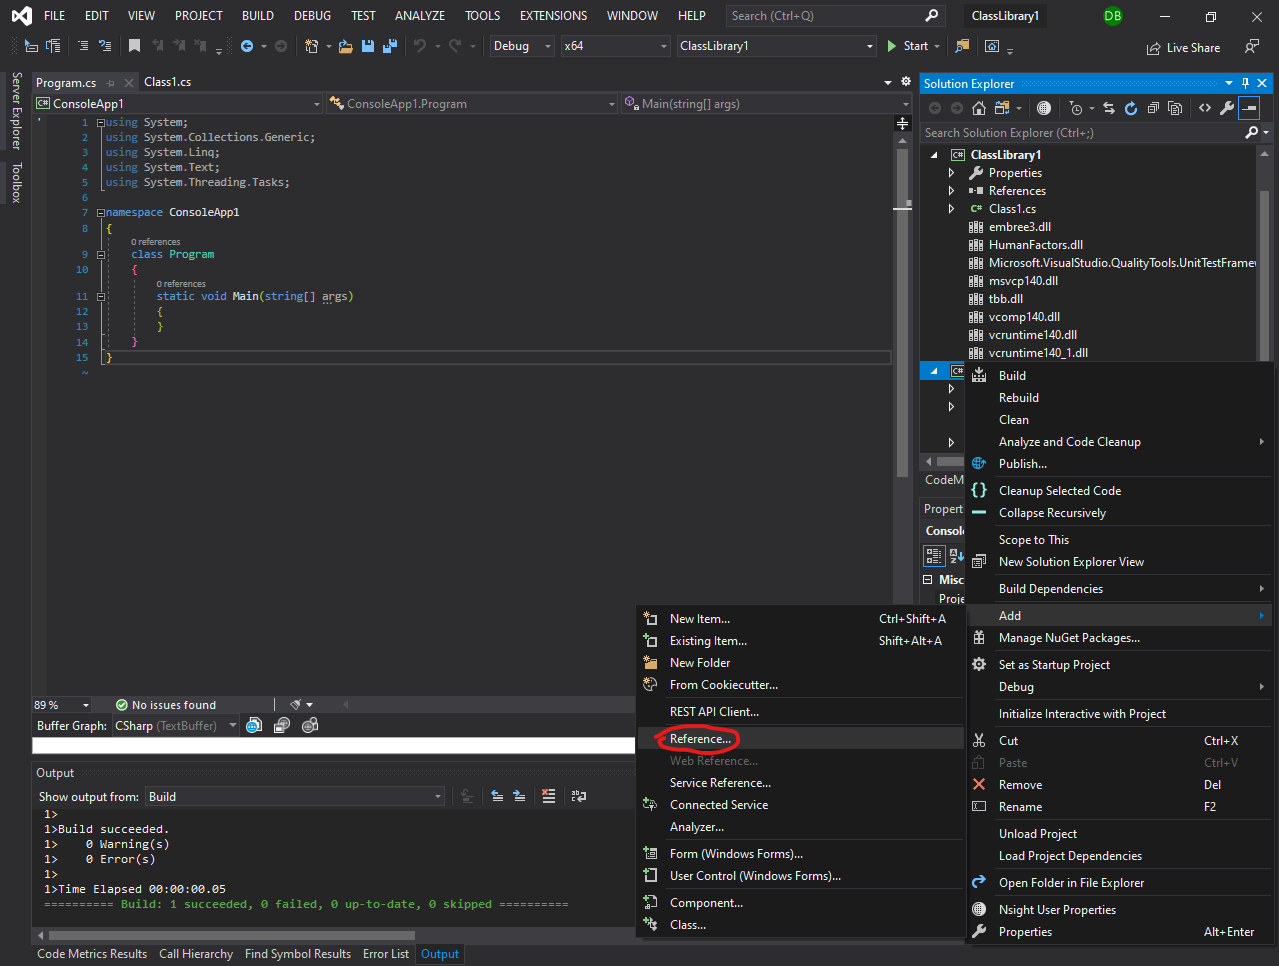 FILE EDIT VIEW PROJECT BUILD DEBUG TEST ANALYZE TOOLS EXTENSIONS WINDOW HELP Search (Ctrl+Q) ClassLibrary1 DB
Debug x64 ClassLibrary1 Start Live Share
Server Explorer
Toolbox
Program.cs Class1.cs
ConsoleApp1 ConsoleApp1.Program Main(string[] args)
1 using System;
2 using System.Collections.Generic;
3 using System.Linq;
4 using System.Text;
5 using System.Threading.Tasks;
6
7 namespace ConsoleApp1
8 {
0 references
9 class Program
10 {
0 references
11 static void Main(string[] args)
12 {
13 }
14 }
15 }
~
89 % No issues found
Buffer Graph: CSharp (TextBuffer)
Output
Show output from: Build
1>
1>Build succeeded.
1> 0 Warning(s)
1> 0 Error(s)
1>
1>Time Elapsed 00:00:00.05
========== Build: 1 succeeded, 0 failed, 0 up-to-date, 0 skipped ==========
Code Metrics Results Call Hierarchy Find Symbol Results Error List Output
Solution Explorer
Search Solution Explorer (Ctrl+;)
C# ClassLibrary1
Properties
References
C# Class1.cs
embree3.dll
HumanFactors.dll
Microsoft.VisualStudio.QualityTools.UnitTestFramew
msvcp140.dll
tbb.dll
vcomp140.dll
vcruntime140.dll
vcruntime140_1.dll
C#
CodeM
Propert
Consol
Misc
Proje
Build
Rebuild
Clean
Analyze and Code Cleanup
Publish...
Cleanup Selected Code
Collapse Recursively
Scope to This
New Solution Explorer View
Build Dependencies
Add
Manage NuGet Packages...
Set as Startup Project
Debug
Initialize Interactive with Project
Cut Ctrl+X
Paste Ctrl+V
Remove Del
Rename F2
Unload Project
Load Project Dependencies
Open Folder in File Explorer
Nsight User Properties
Properties Alt+Enter
New Item... Ctrl+Shift+A
Existing Item... Shift+Alt+A
New Folder
From Cookiecutter...
REST API Client...
Reference...
Web Reference...
Service Reference...
Connected Service
Analyzer...
Form (Windows Forms)...
User Control (Windows Forms)...
Component...
Class...